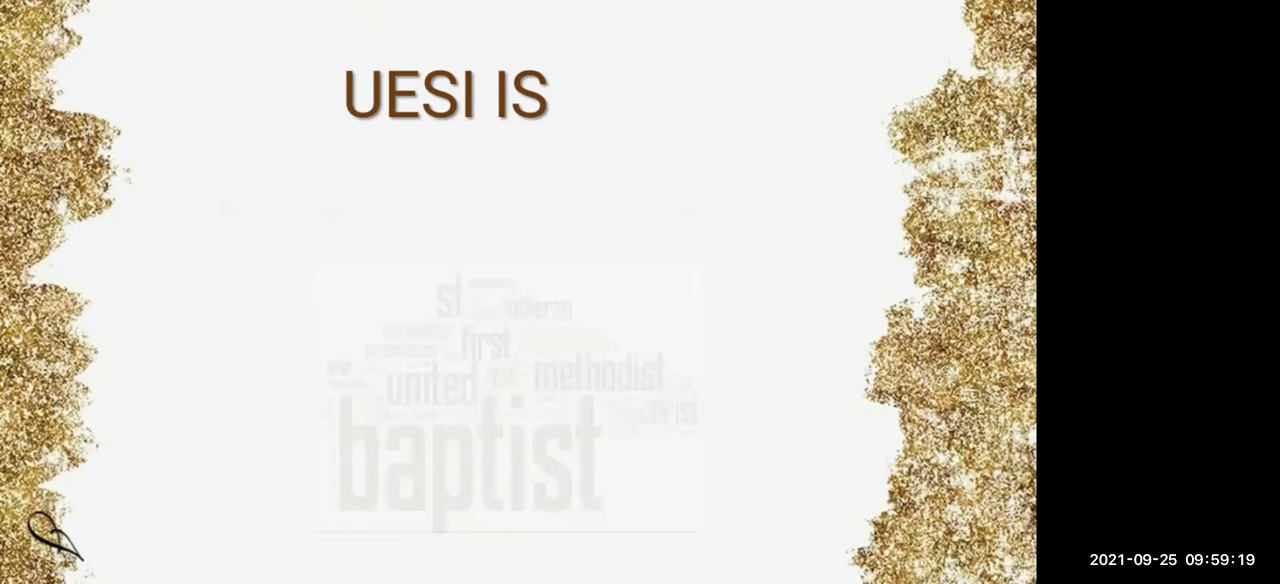 UESI IS
st lutheran
first
united methodist
christ
baptist
2021-09-25 09:59:19